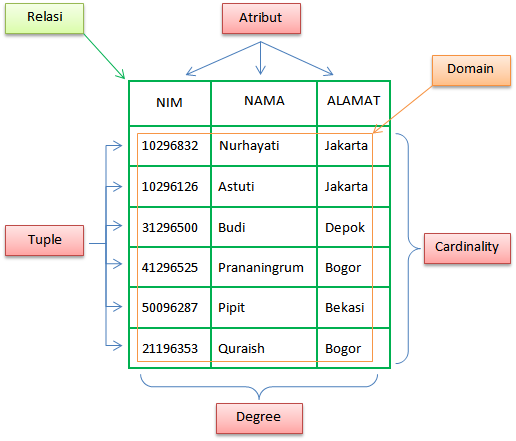 Relasi
Atribut
Domain
NIM NAMA ALAMAT
10296832 Nurhayati Jakarta
10296126 Astuti Jakarta
31296500 Budi Depok
Tuple
Cardinality
41296525 Prananingrum Bogor
50096287 Pipit Bekasi
21196353 Quraish Bogor
Degree